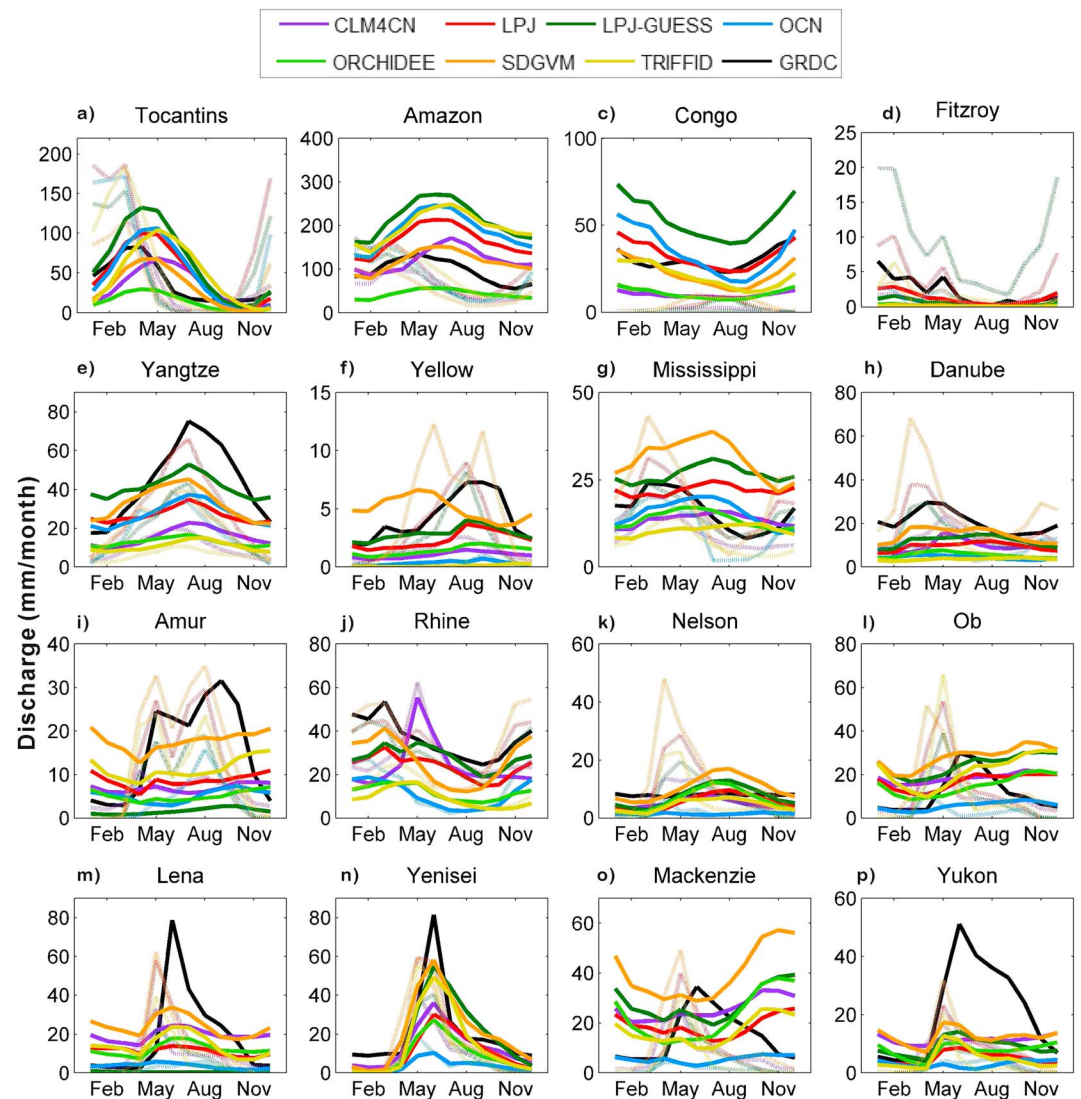 CLM4CN LPJ LPJ-GUESS OCN
ORCHIDEE SDGVM TRIFFID GRDC
Discharge (mm/month)
a) Tocantins Amazon c) Congo d) Fitzroy
200 400 100 25
150 300 20
100 200 50 15
50 100 10
0 0 0 5
0
Feb May Aug Nov Feb May Aug Nov Feb May Aug Nov Feb May Aug Nov
e) Yangtze f) Yellow g) Mississippi h) Danube
80 15 50 80
60 10 60
40 25 40
20 5 20
0 0 0 0
Feb May Aug Nov Feb May Aug Nov Feb May Aug Nov Feb May Aug Nov
i) Amur j) Rhine k) Nelson l) Ob
40 80 60 80
30 60 40 60
20 40 40
10 20 20 20
0 0 0 0
Feb May Aug Nov Feb May Aug Nov Feb May Aug Nov Feb May Aug Nov
m) Lena n) Yenisei o) Mackenzie p) Yukon
80 80 60 60
60 60 40 40
40 40
20 20 20 20
0 0 0 0
Feb May Aug Nov Feb May Aug Nov Feb May Aug Nov Feb May Aug Nov